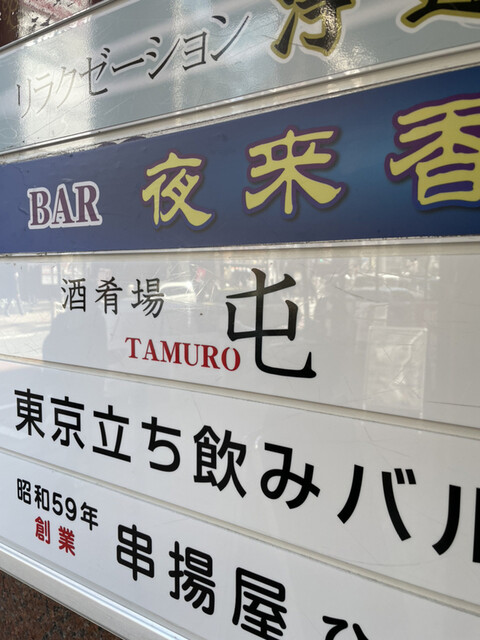 リラクゼーション
BAR 夜来香
酒肴場 屯
TAMURO
東京立ち飲みバル
昭和59年
創業
串揚屋 ひ